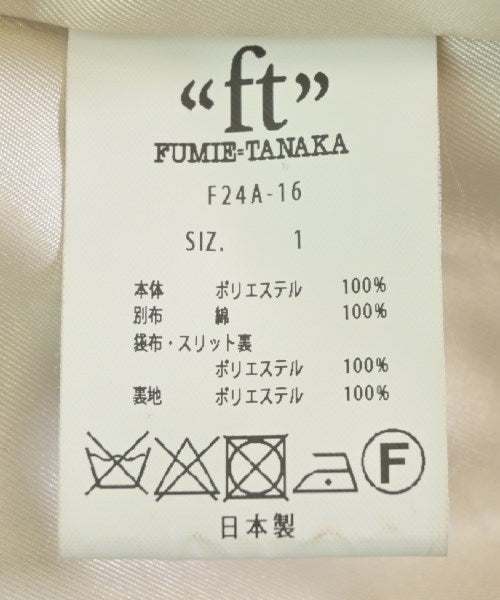 “ft”
FUMIE=TANAKA
F24A-16
SIZ. 1
本体 ポリエステル 100%
別布 綿 100%
袋布・スリット裏
ポリエステル 100%
裏地 ポリエステル 100%
F
日本製